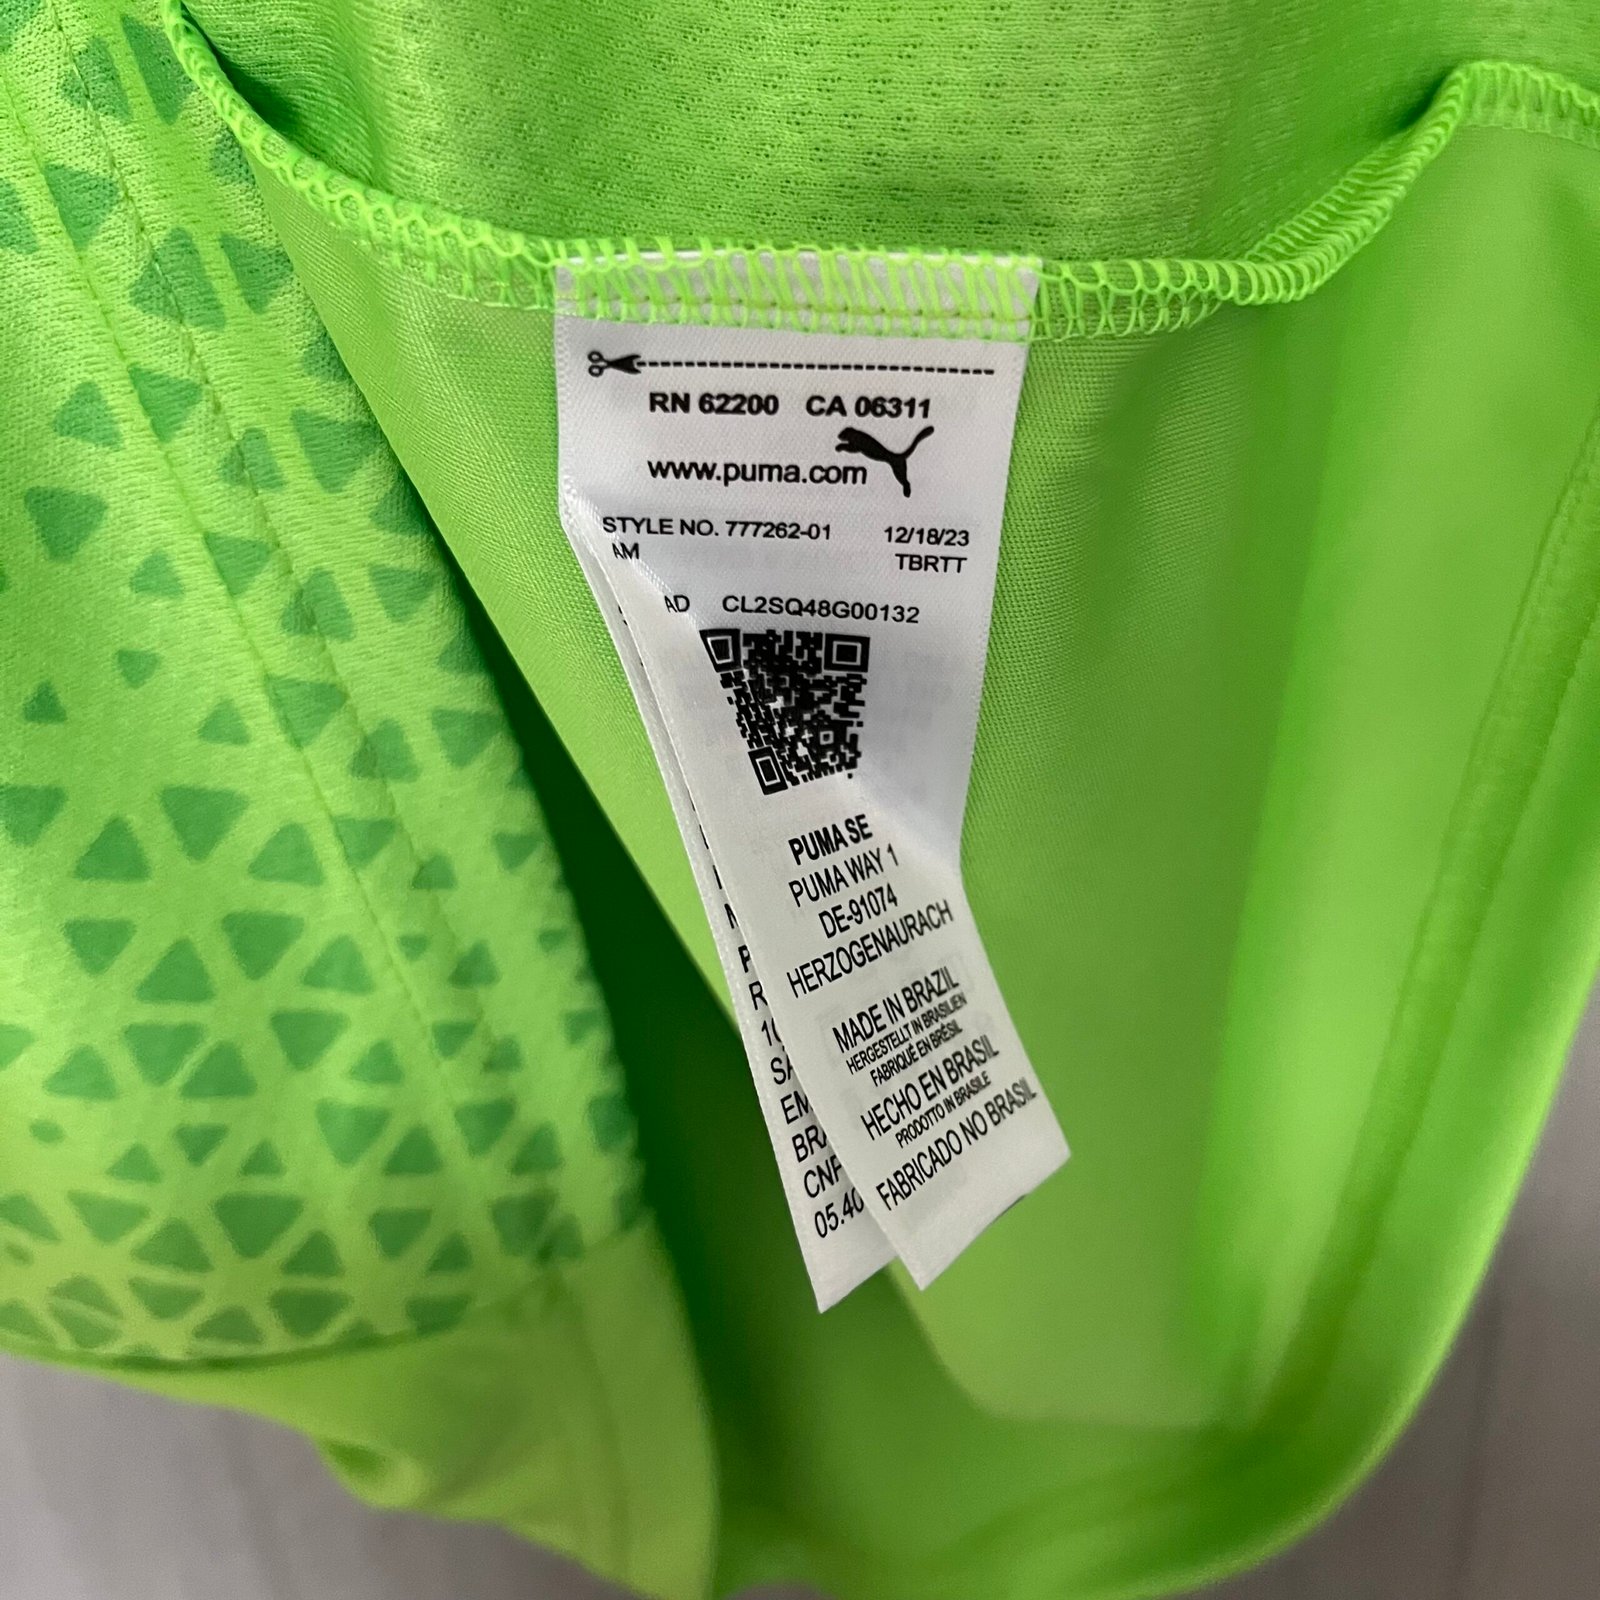 RN 62200 CA 06311
www.puma.com
STYLE NO. 777262-01 12/18/23
AM TBRTT
AD CL2SQ48G00132
PUMA SE
PUMA WAY 1
DE-91074
HERZOGENAURACH
MADE IN BRAZIL
HERGESTELLT IN BRASILIEN
FABRIQUÉ EN BRÉSIL
HECHO EN BRASIL
PRODOTTO IN BRASILE
FABRICADO NO BRASIL
05.40